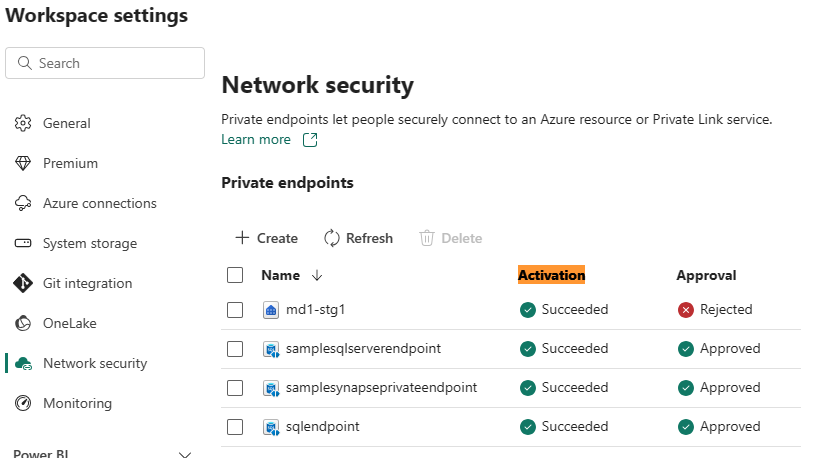 Workspace settings
Search
General
Premium
Azure connections
System storage
Git integration
OneLake
Network security
Monitoring
Power BI
Network security
Private endpoints let people securely connect to an Azure resource or Private Link service.
Learn more
Private endpoints
Create Refresh Delete
Name Activation Approval
md1-stg1 Succeeded Rejected
samplesqlserverendpoint Succeeded Approved
samplesynapseprivateendpoint Succeeded Approved
sqlendpoint Succeeded Approved